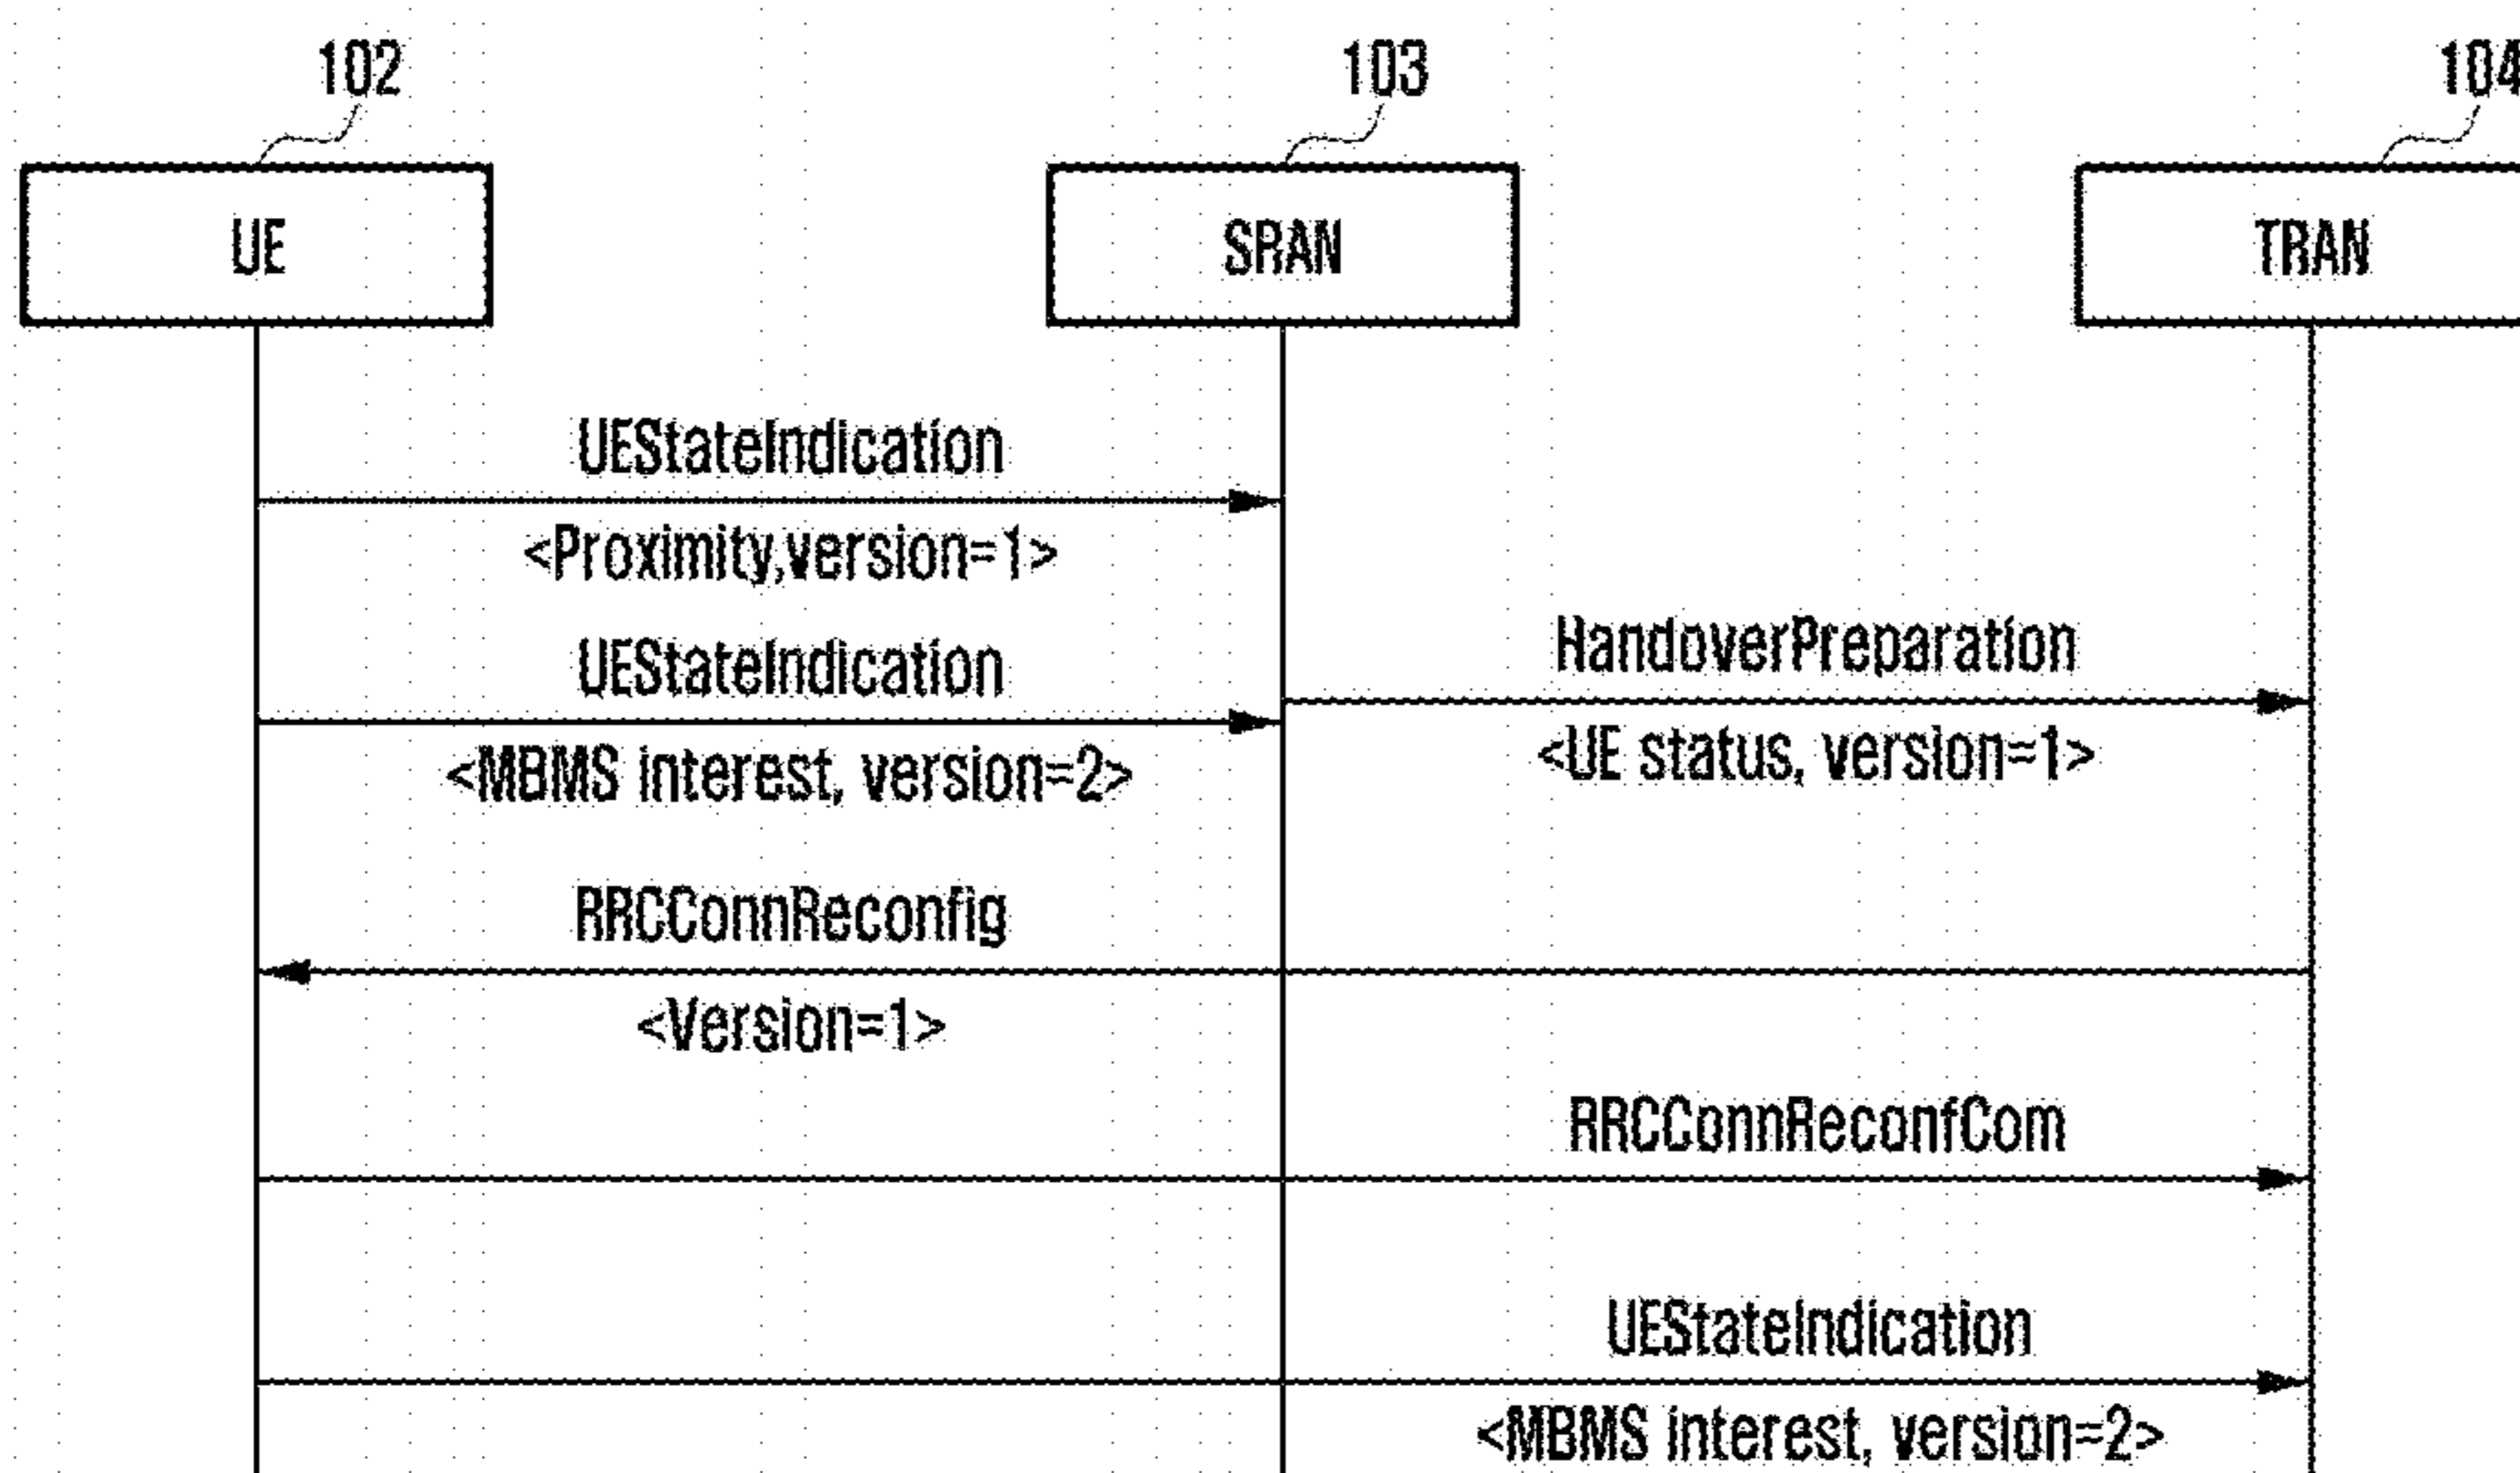 102
103
104
UE
SRAN
TRAN
UEStateIndication
<Proximity,version=1>
UEStateIndication
HandoverPreparation
<MBMS interest, version=2>
<UE status, version=1>
RRCConnReconfig
<Version=1>
RRCConnReconfCom
UEStateIndication
<MBMS interest, version=2>